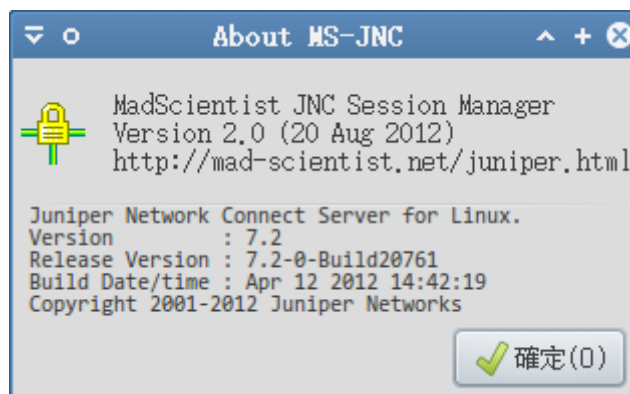 About MS-JNC
MadScientist JNC Session Manager
Version 2.0 (20 Aug 2012)
http://mad-scientist.net/juniper.html
Juniper Network Connect Server for Linux.
Version         : 7.2
Release Version : 7.2-0-Build20761
Build Date/time : Apr 12 2012 14:42:19
Copyright 2001-2012 Juniper Networks
確定(O)